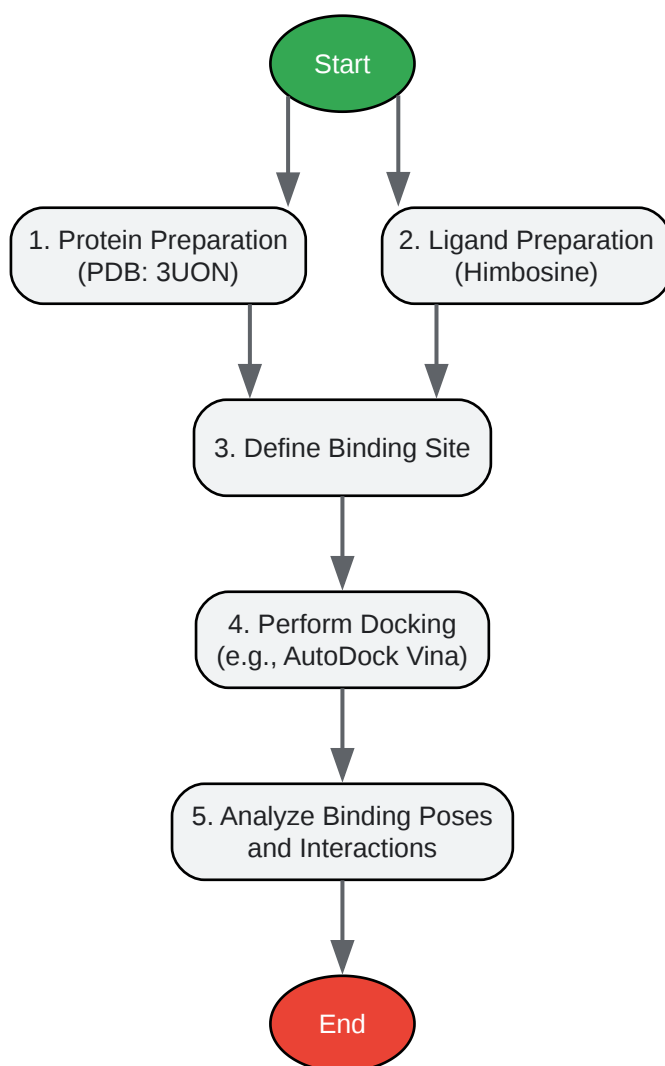 Start
1. Protein Preparation
(PDB: 3UON)
2. Ligand Preparation
(Himbosine)
3. Define Binding Site
4. Perform Docking
(e.g., AutoDock Vina)
5. Analyze Binding Poses
and Interactions
End